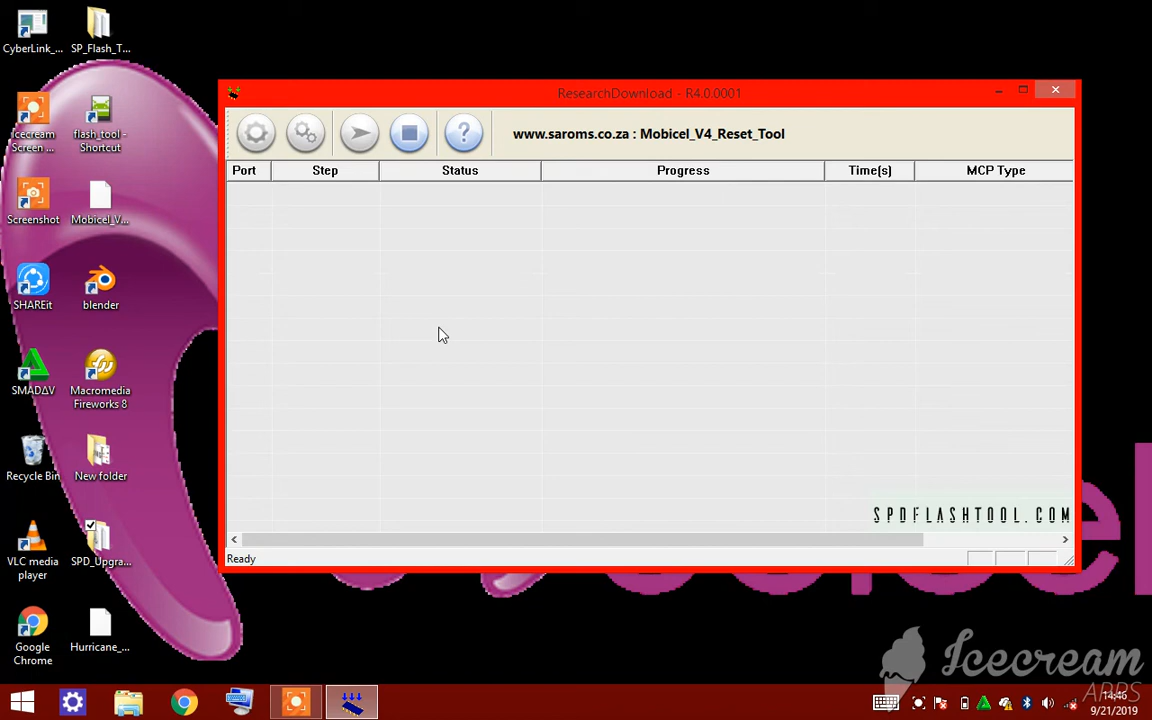 CyberLink_...
SP_Flash_T...
Icecream
Screen ...
flash_tool -
Shortcut
Screenshot
Mobicel_V...
SHAREit
blender
SMADΔV
Macromedia
Fireworks 8
Recycle Bin
New folder
VLC media
player
SPD_Upgra...
Google
Chrome
Hurricane_...
ResearchDownload - R4.0.0001
www.saroms.co.za : Mobicel_V4_Reset_Tool
Port Step Status Progress Time(s) MCP Type
SPDFLASHTOOL.COM
Ready
Icecream
APPS
14:46
9/21/2019